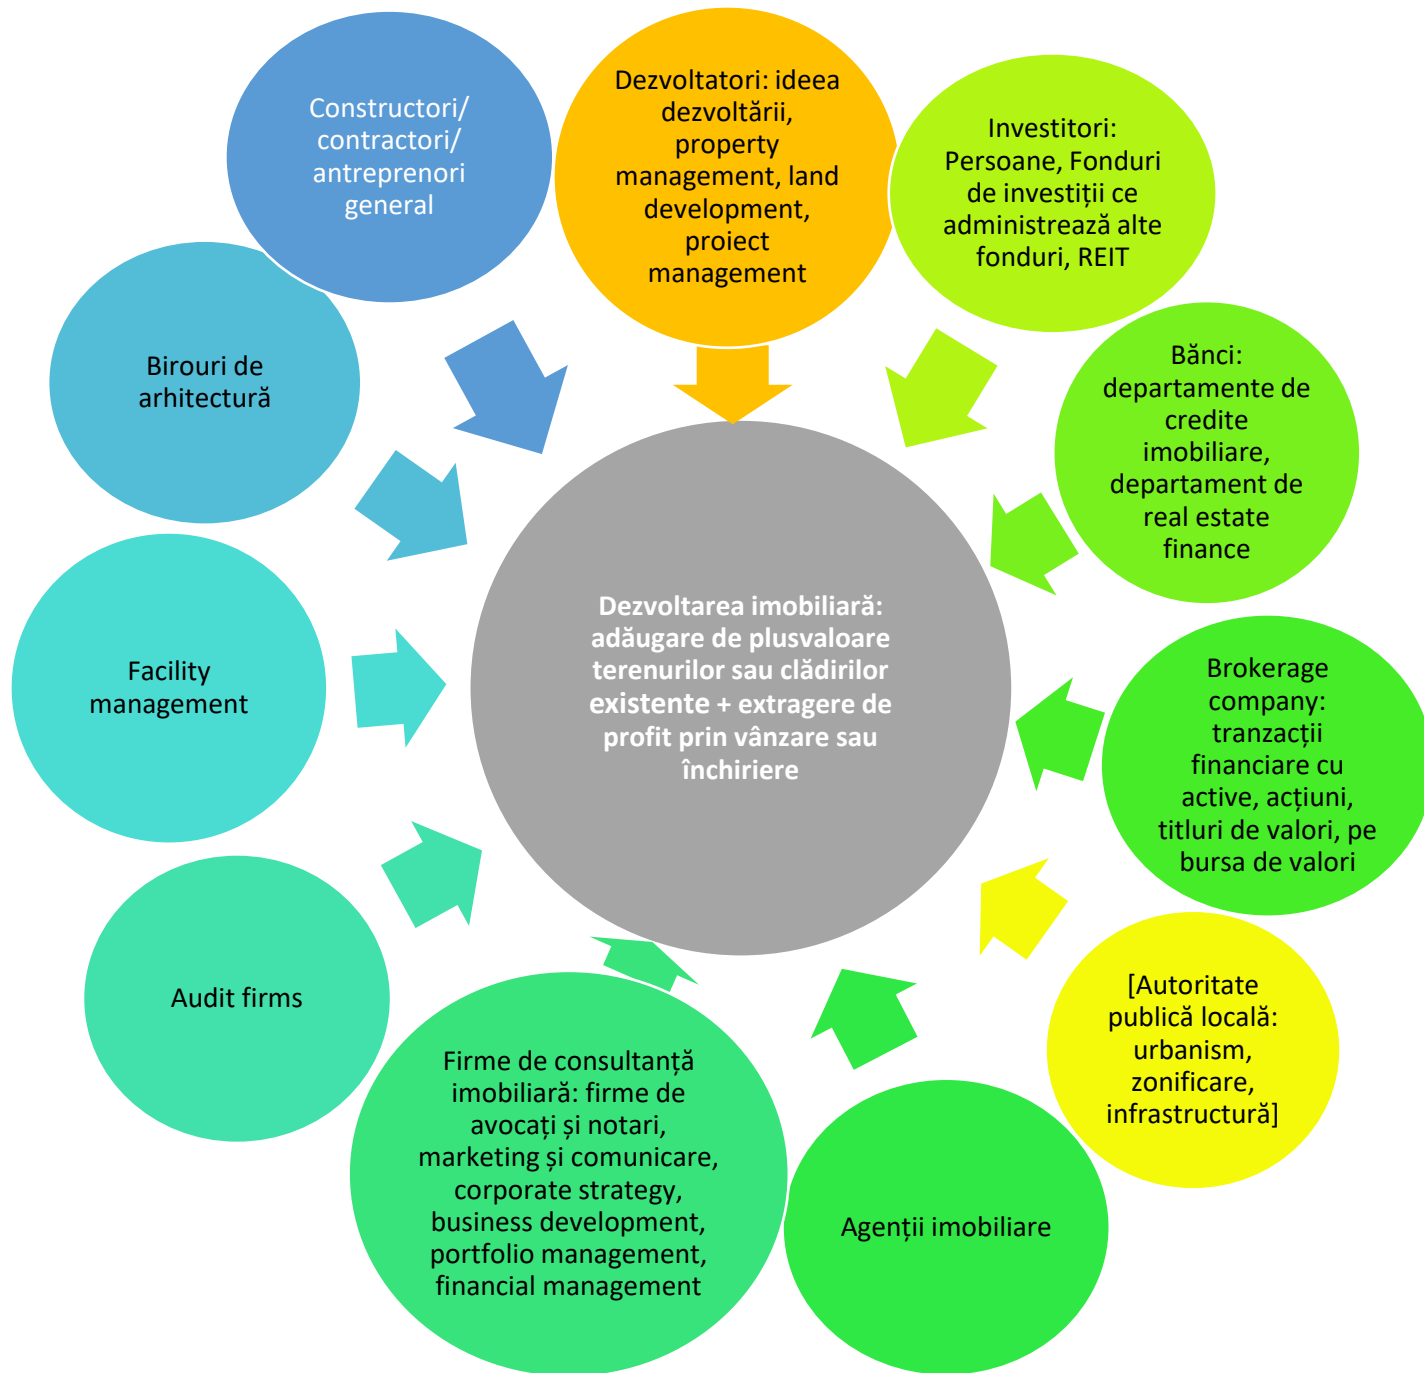 Constructori/
contractori/
antreprenori
general
Dezvoltatori: ideea
dezvoltării,
property
management, land
development,
proiect
management
Investitori:
Persoane, Fonduri
de investiții ce
administrează alte
fonduri, REIT
Bănci:
departamente de
credite
imobiliare,
departament de
real estate
finance
Brokerage
company:
tranzacții
financiare cu
active, acțiuni,
titluri de valori, pe
bursa de valori
[Autoritate
publică locală:
urbanism,
zonificare,
infrastructură]
Agenții imobiliare
Firme de consultanță
imobiliară: firme de
avocați și notari,
marketing și comunicare,
corporate strategy,
business development,
portfolio management,
financial management
Audit firms
Facility
management
Birouri de
arhitectură
Dezvoltarea imobiliară:
adăugare de plusvaloare
terenurilor sau clădirilor
existente + extragere de
profit prin vânzare sau
închiriere